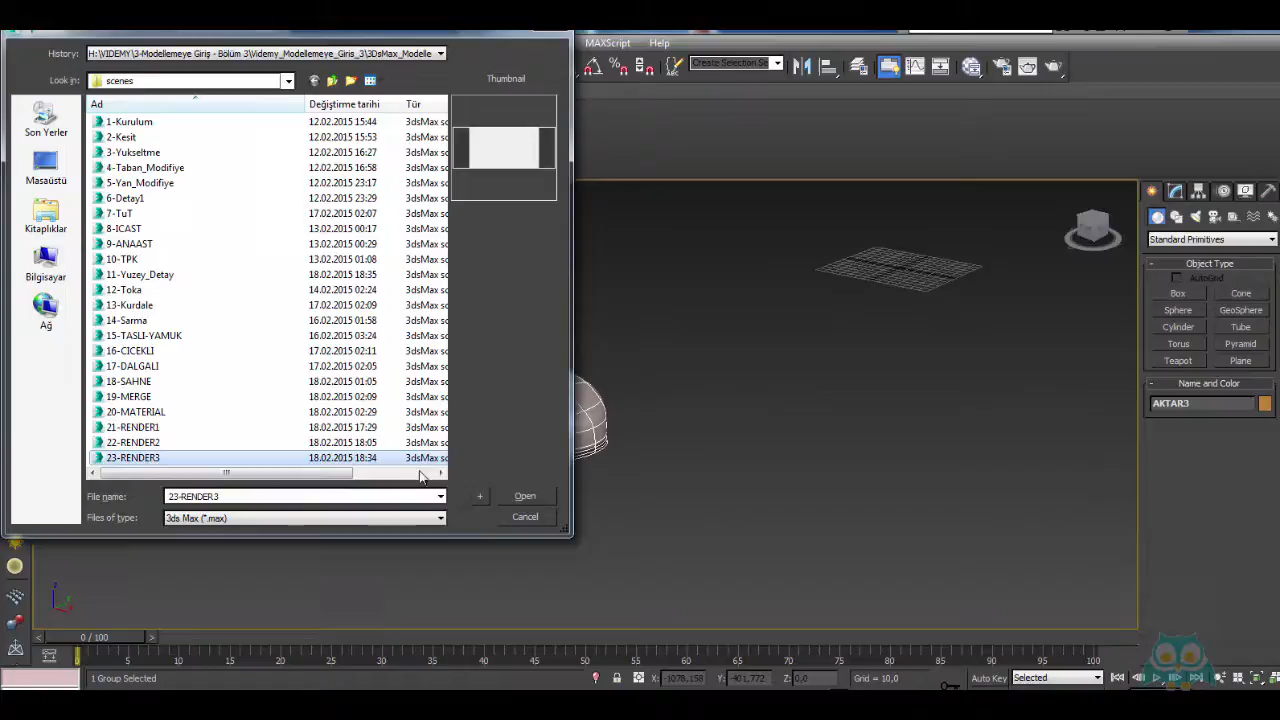 History:
H:\VIDEMY\3-Modellemeye Giriş - Bölüm 3\Videmy_Modellemeye_Giris_3\3DsMax_Modelle
MAXScript
Help
Look in:
scenes
Thumbnail
Create Selection Se
Ad
Değiştirme tarihi
Tür
1-Kurulum 12.02.2015 15:44 3dsMax sc
2-Kesit 12.02.2015 15:53 3dsMax sc
3-Yukseltme 12.02.2015 16:27 3dsMax sc
4-Taban_Modifiye 12.02.2015 16:58 3dsMax sc
5-Yan_Modifiye 12.02.2015 23:17 3dsMax sc
6-Detay1 12.02.2015 23:29 3dsMax sc
7-TuT 17.02.2015 02:07 3dsMax sc
8-ICAST 13.02.2015 00:17 3dsMax sc
9-ANAAST 13.02.2015 00:29 3dsMax sc
10-TPK 13.02.2015 01:08 3dsMax sc
11-Yuzey_Detay 18.02.2015 18:35 3dsMax sc
12-Toka 14.02.2015 02:24 3dsMax sc
13-Kurdale 17.02.2015 02:09 3dsMax sc
14-Sarma 16.02.2015 01:58 3dsMax sc
15-TASLI-YAMUK 16.02.2015 03:24 3dsMax sc
16-CICEKLI 17.02.2015 02:11 3dsMax sc
17-DALGALI 17.02.2015 02:05 3dsMax sc
18-SAHNE 18.02.2015 01:05 3dsMax sc
19-MERGE 18.02.2015 02:09 3dsMax sc
20-MATERIAL 18.02.2015 02:29 3dsMax sc
21-RENDER1 18.02.2015 17:29 3dsMax sc
22-RENDER2 18.02.2015 18:05 3dsMax sc
23-RENDER3 18.02.2015 18:34 3dsMax sc
Son Yerler
Masaüstü
Kitaplıklar
Bilgisayar
Ağ
File name:
23-RENDER3
+
Open
Files of type:
3ds Max (*.max)
Cancel
Standard Primitives
Object Type
AutoGrid
Box
Cone
Sphere
GeoSphere
Cylinder
Tube
Torus
Pyramid
Teapot
Plane
Name and Color
AKTAR3
z
0 / 100
5 10 15 20 25 30 35 40 45 50 55 60 65 70 75 80 85 90 95 100
1 Group Selected
X: -1078,158
Y: -401,772
Z: 0,0
Grid = 10,0
Auto Key
Selected